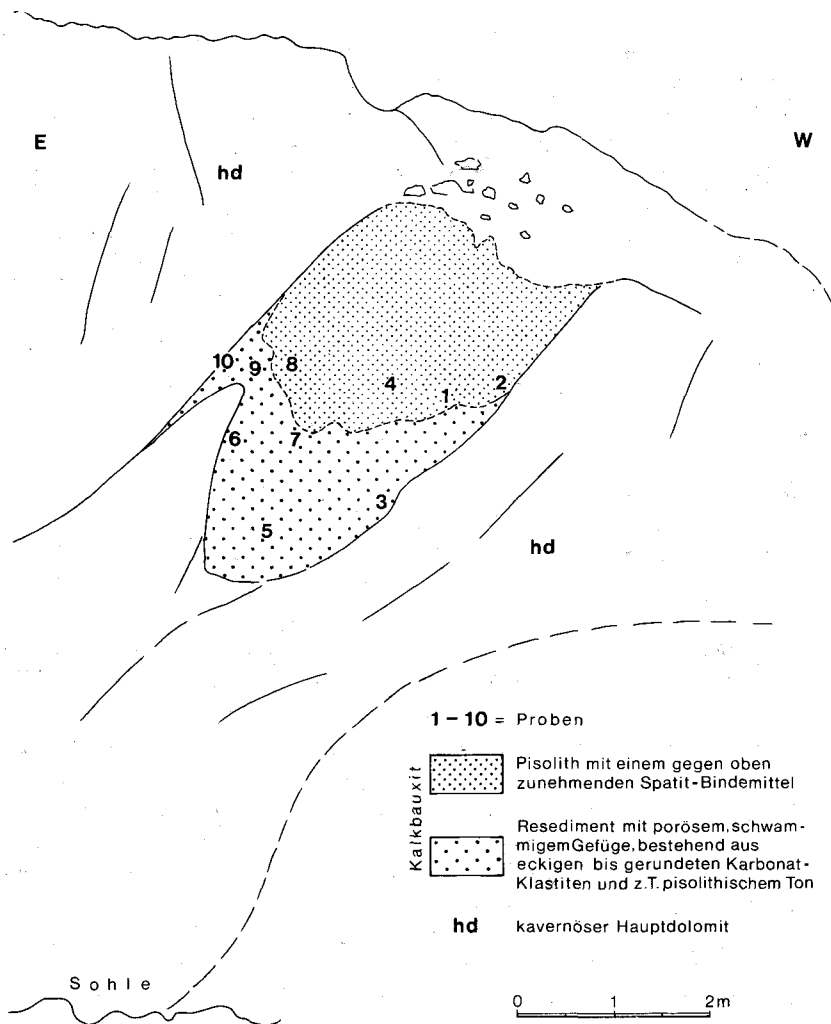 E
W
hd
10
9
8
4
1
2
6
7
3
5
hd
1 – 10 = Proben
Kalkbauxit
Pisolith mit einem gegen oben
zunehmenden Spatit-Bindemittel
Resediment mit porösem, schwam-
migem Gefüge, bestehend aus
eckigen bis gerundeten Karbonat-
Klastiten und z.T. pisolithischem Ton
hd kavernöser Hauptdolomit
Sohle
0 1 2m